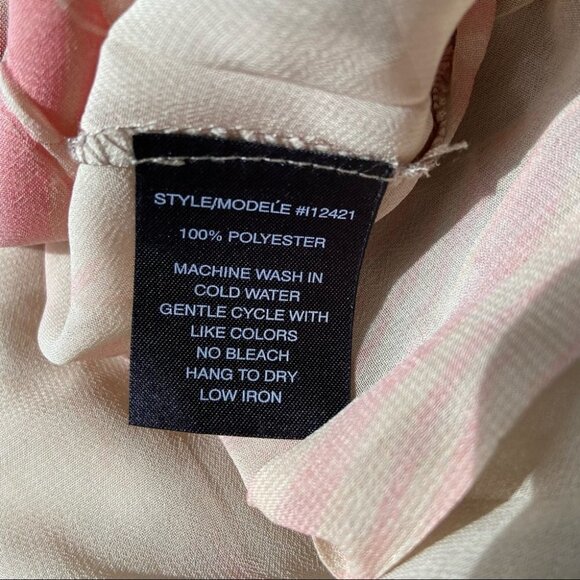 STYLE/MODELÉ #I12421
100% POLYESTER
MACHINE WASH IN
COLD WATER
GENTLE CYCLE WITH
LIKE COLORS
NO BLEACH
HANG TO DRY
LOW IRON